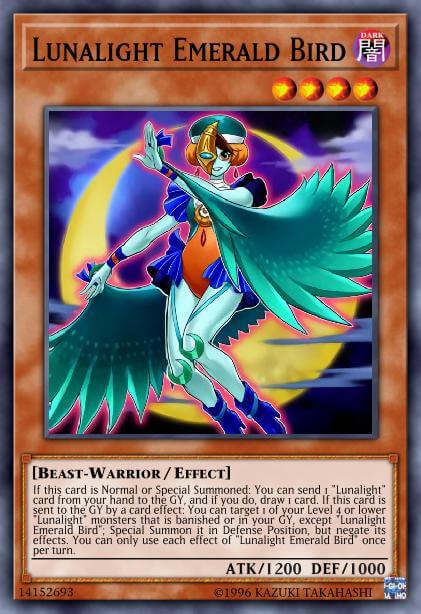 LUNALIGHT EMERALD BIRD
DARK
闇
[BEAST-WARRIOR / EFFECT]
If this card is Normal or Special Summoned: You can send 1 "Lunalight"
card from your hand to the GY, and if you do, draw 1 card. If this card is
sent to the GY by a card effect: You can target 1 of your Level 4 or lower
"Lunalight" monsters that is banished or in your GY, except "Lunalight
Emerald Bird"; Special Summon it in Defense Position, but negate its
effects. You can only use each effect of "Lunalight Emerald Bird" once
per turn.
ATK/1200 DEF/1000
14152693
©1996 KAZUKI TAKAHASHI